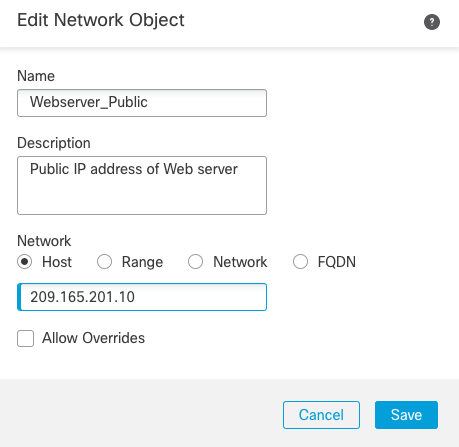 Edit Network Object
?
Name
Webserver_Public
Description
Public IP address of Web server
Network
Host Range Network FQDN
209.165.201.10
Allow Overrides
Cancel Save